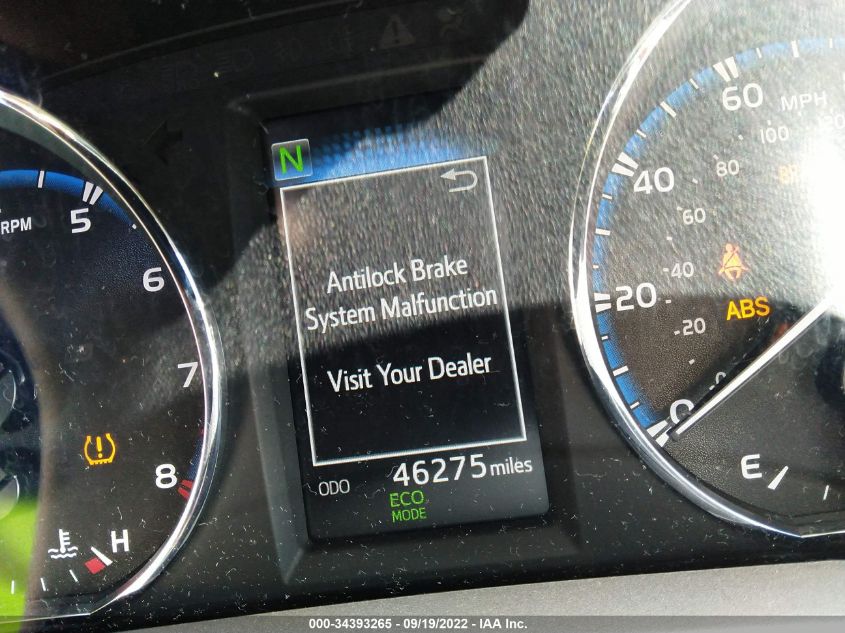 N
Antilock Brake
System Malfunction
Visit Your Dealer
ODO 46275 miles
ECO
MODE
RPM
5
6
7
8
H
60 MPH
100
80
40
60
40
20
20
0
ABS
E
000-34393265 - 09/19/2022 - IAA Inc.